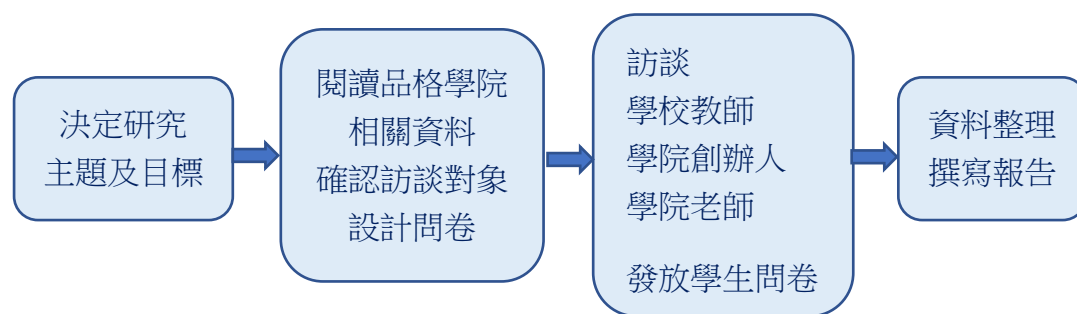 決定研究
主題及目標
閱讀品格學院
相關資料
確認訪談對象
設計問卷
訪談
學校教師
學院創辦人
學院老師
發放學生問卷
資料整理
撰寫報告